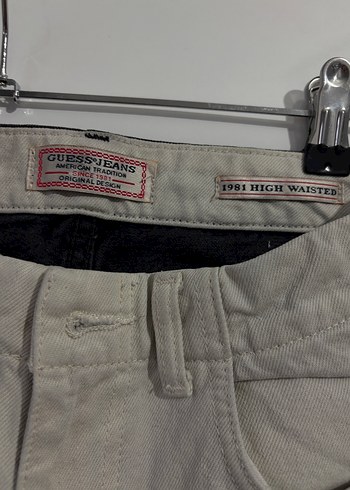 GUESS JEANS
AMERICAN TRADITION
SINCE 1981
ORIGINAL DESIGN
1981 HIGH WAISTED